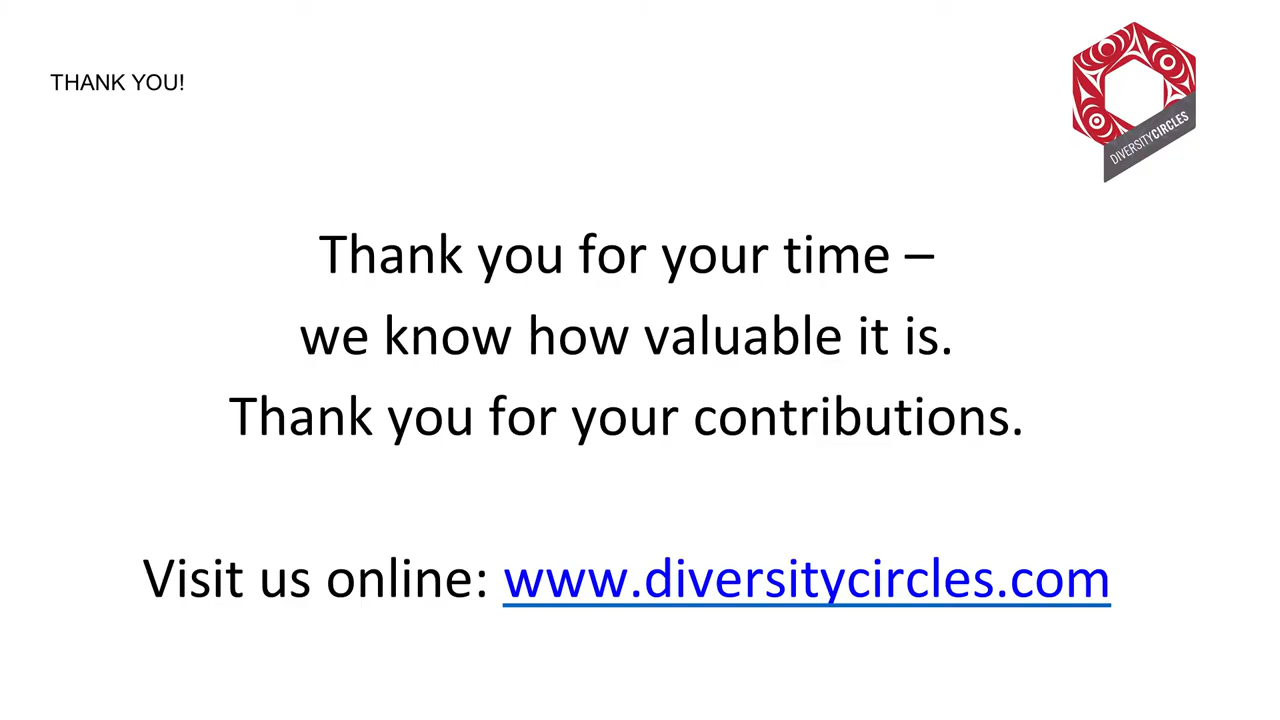 THANK YOU!
DIVERSITYCIRCLES
Thank you for your time –
we know how valuable it is.
Thank you for your contributions.
Visit us online: www.diversitycircles.com